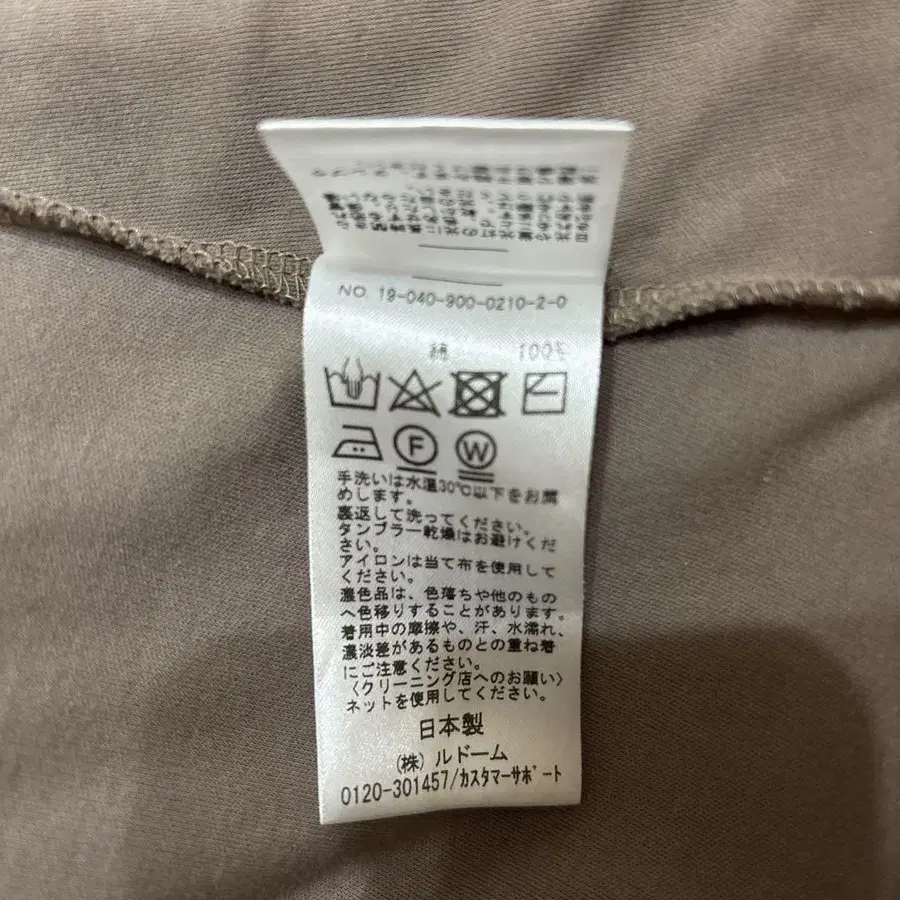 NO. 19-040-900-0210-2-0
綿 100%
F W
手洗いは水温30℃以下をお薦
めします。
裏返して洗ってください。
タンブラー乾燥はお避けくだ
さい。
アイロンは当て布を使用して
ください。
濃色品は、色落ちや他のもの
へ色移りすることがあります。
着用中の摩擦や、汗、水濡れ、
濃淡差があるものとの重ね着
にご注意ください。
〈クリーニング店へのお願い〉
ネットを使用してください。
日本製
(株) ルドーム
0120-301457/カスタマーサポート